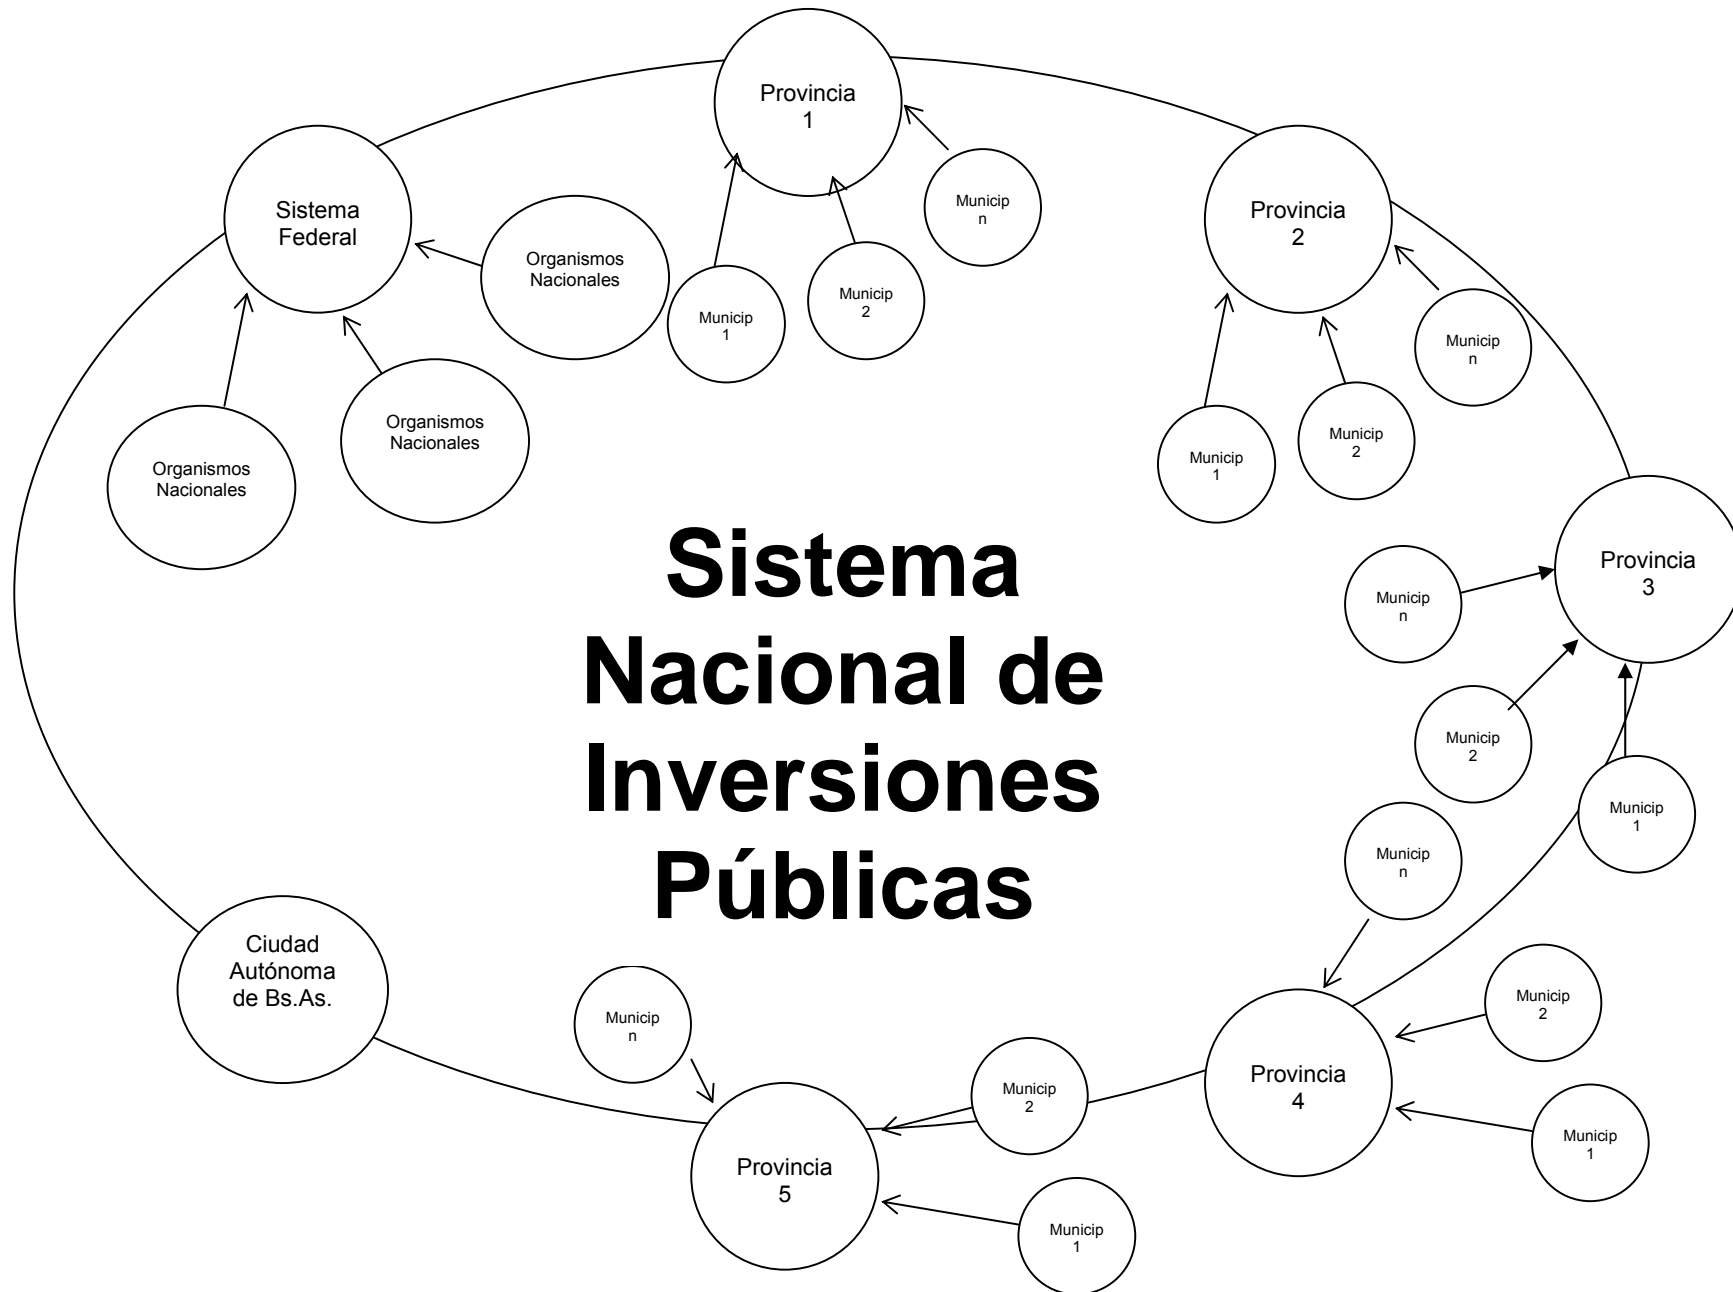 Provincia
1
Sistema
Federal
Organismos
Nacionales
Organismos
Nacionales
Organismos
Nacionales
Municip
1
Municip
2
Municip
n
Provincia
2
Municip
1
Municip
2
Municip
n
Provincia
3
Municip
n
Municip
2
Municip
1
Sistema
Nacional de
Inversiones
Públicas
Municip
n
Municip
2
Municip
1
Provincia
4
Ciudad
Autónoma
de Bs.As.
Municip
n
Municip
2
Municip
1
Provincia
5